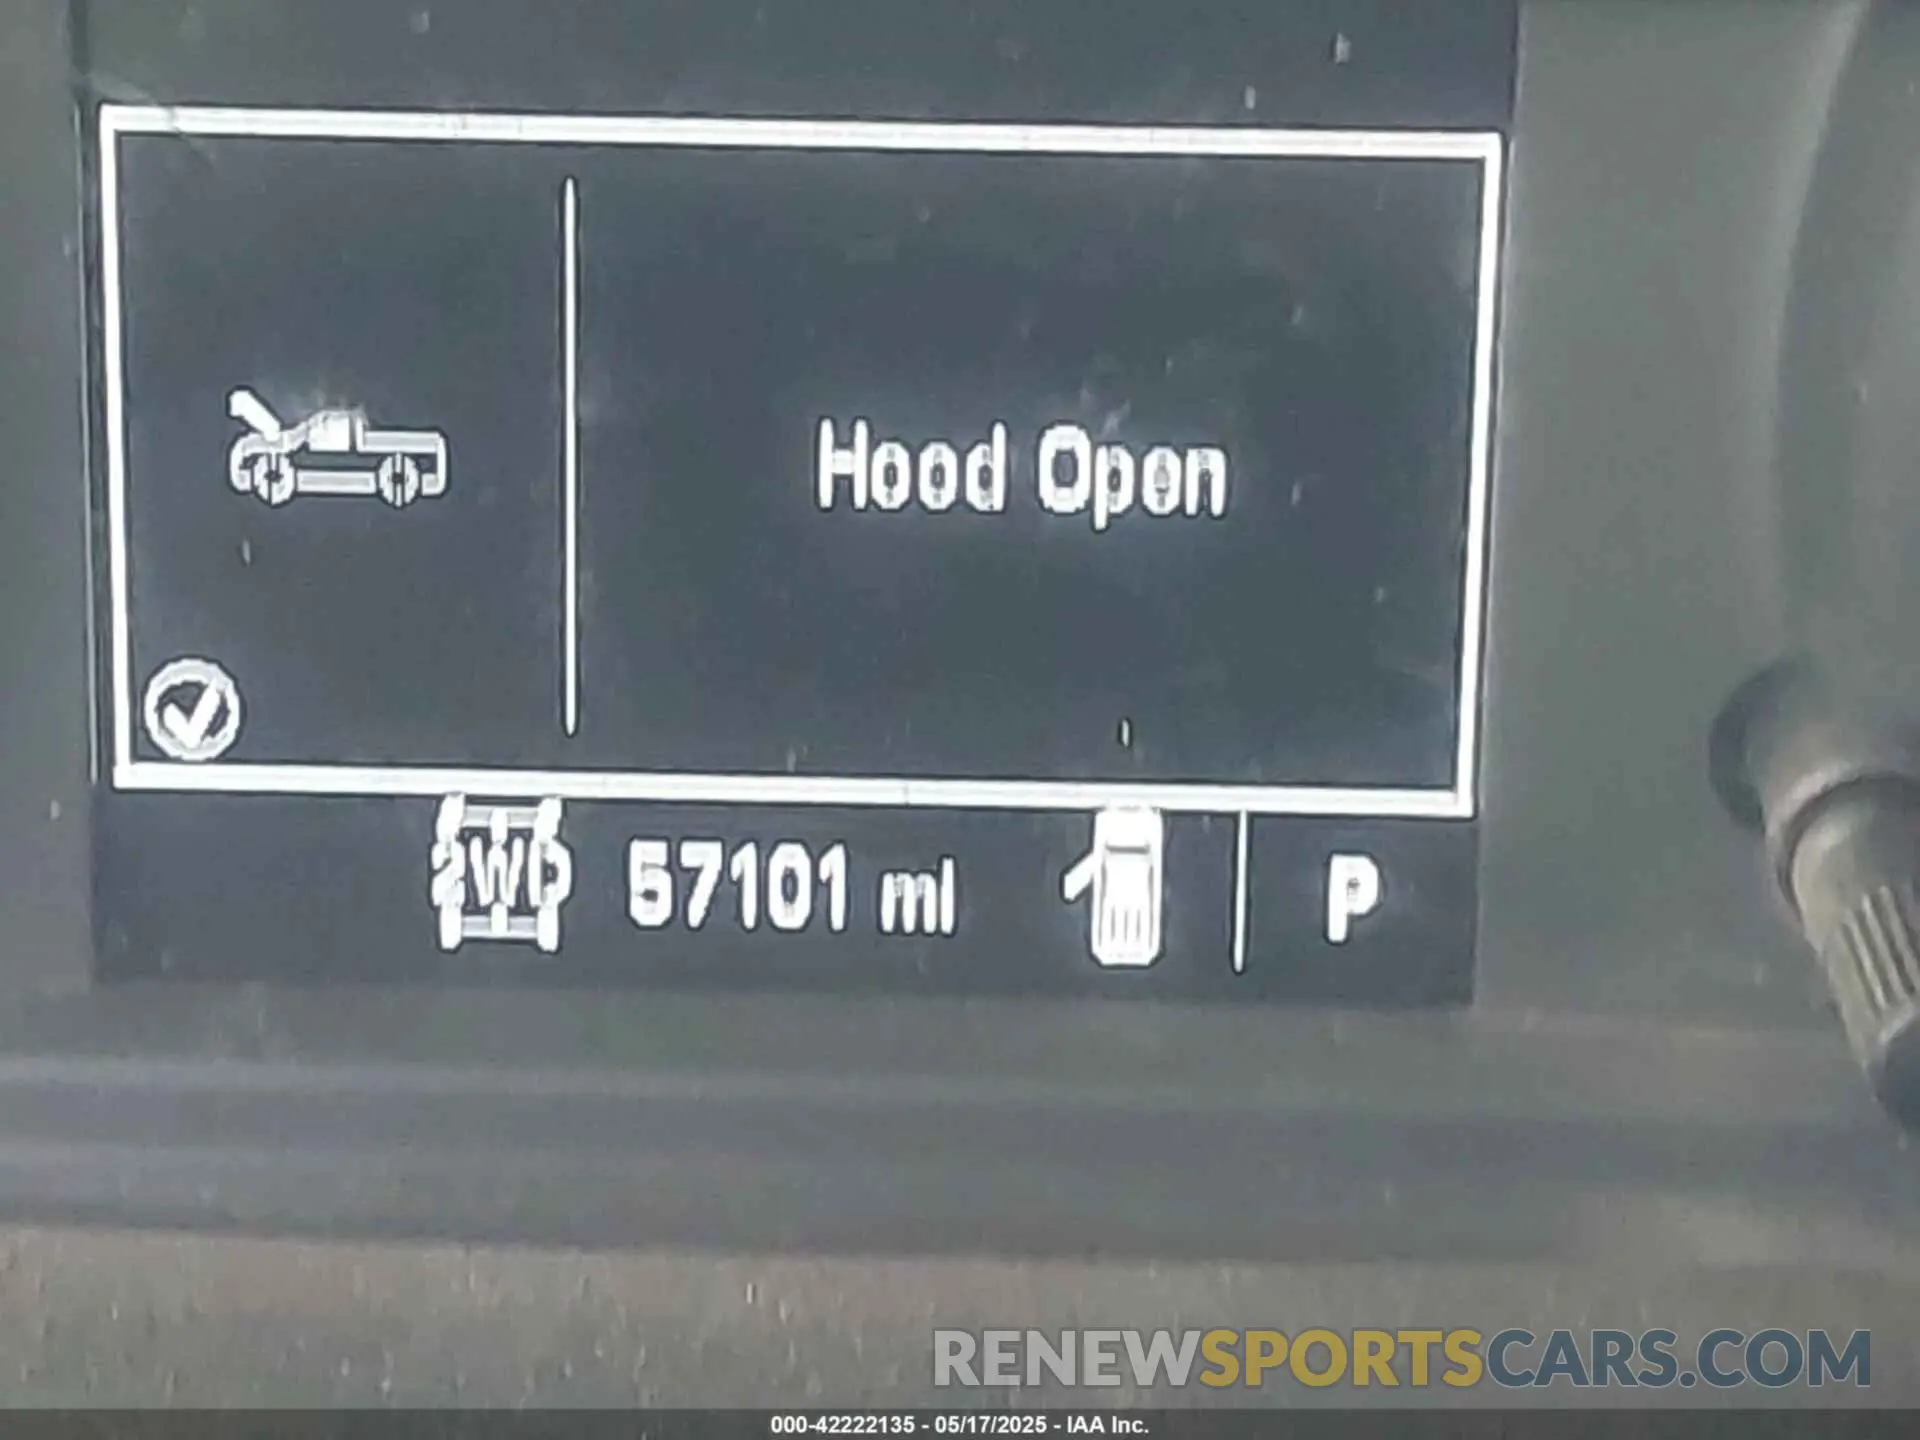 Hood Open
2WD 57101 mi P
RENEWSPORTSCARS.COM
000-42222135 - 05/17/2025 - IAA Inc.